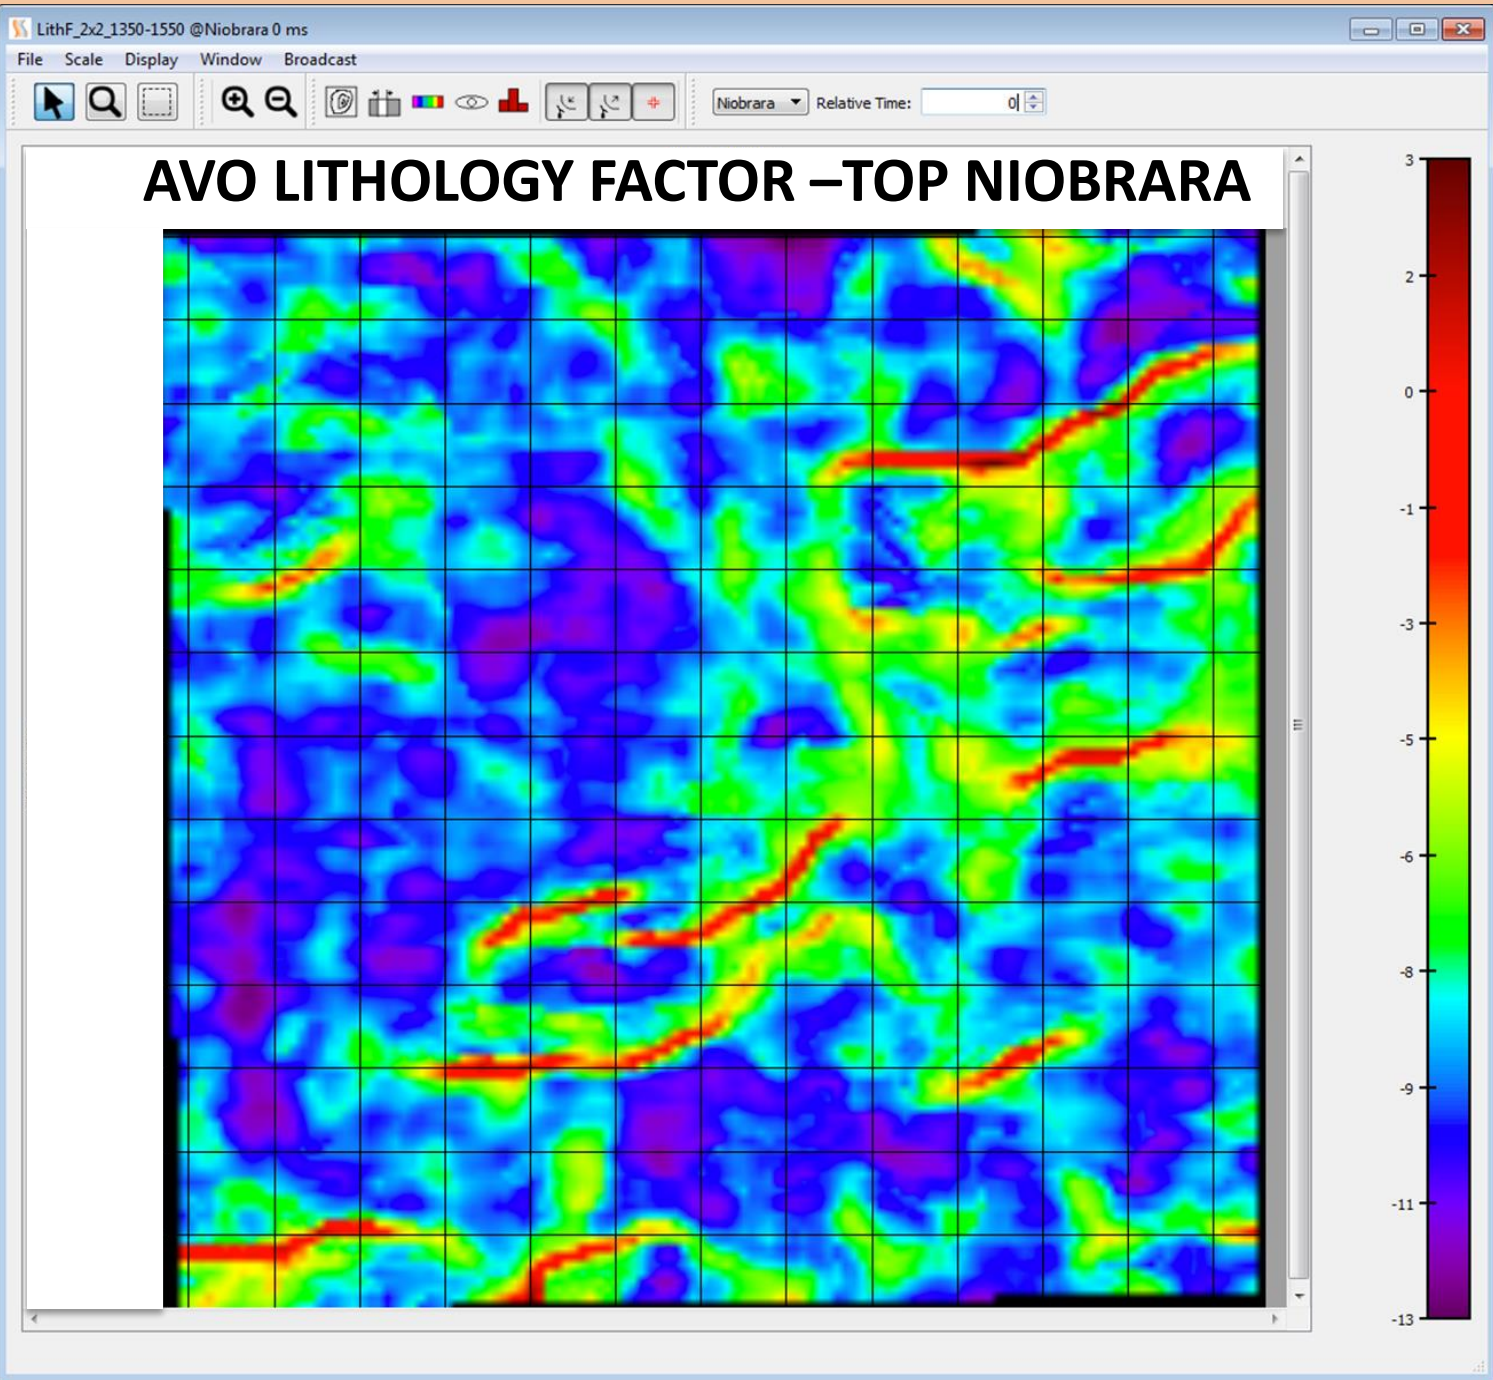 LithF_2x2_1350-1550 @Niobrara 0 ms
File Scale Display Window Broadcast
Niobrara Relative Time: 0
AVO LITHOLOGY FACTOR –TOP NIOBRARA
3
2
0
-1
-3
-5
-6
-8
-9
-11
-13